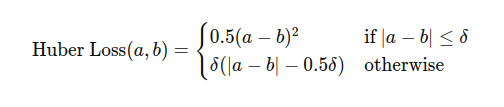 Huber Loss(a, b) = { 0.5(a − b)² if |a − b| ≤ δ
δ(|a − b| − 0.5δ) otherwise